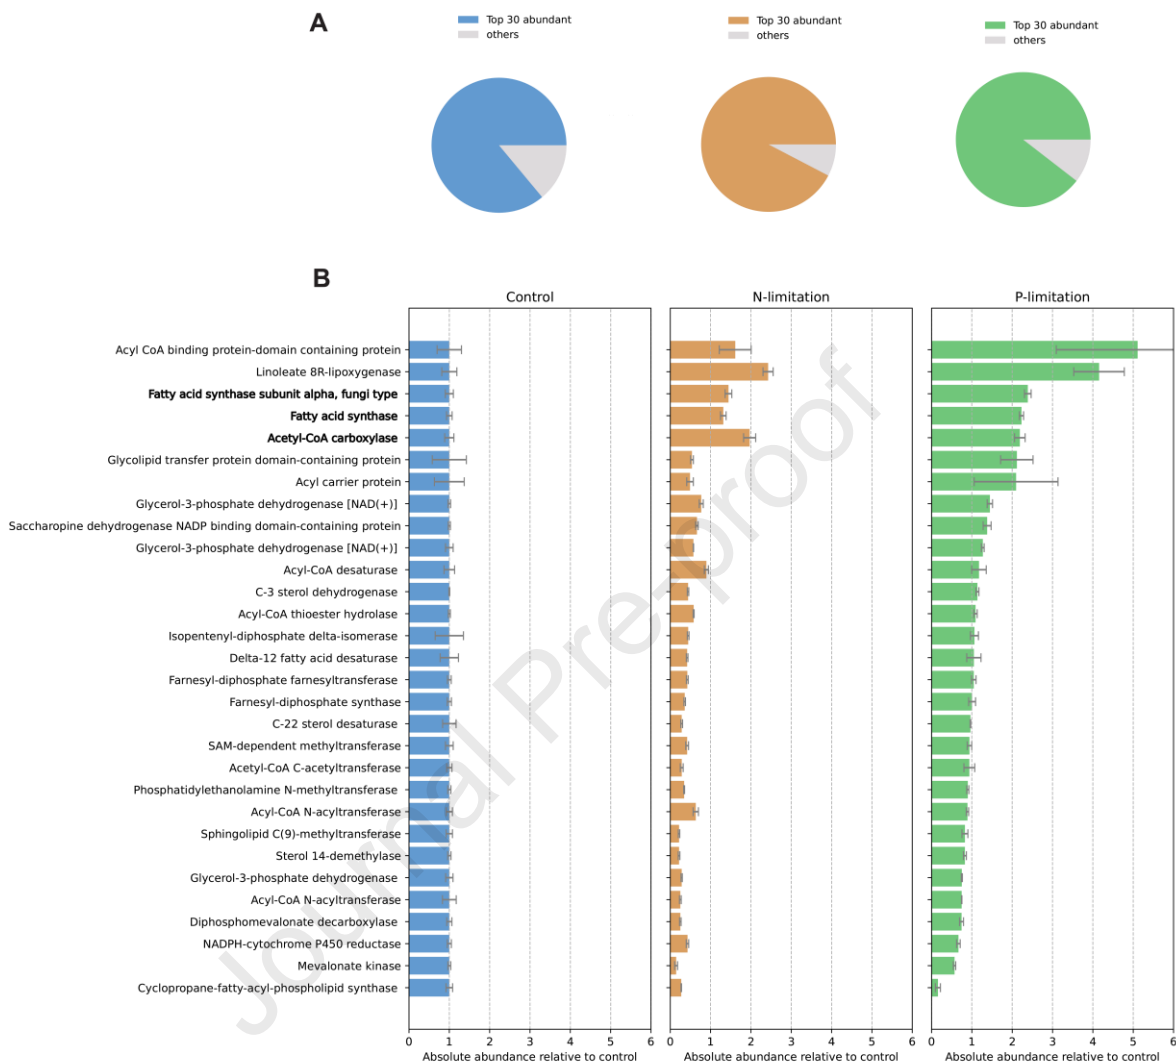 A
Top 30 abundant
others
Top 30 abundant
others
Top 30 abundant
others
B
Control
N-limitation
P-limitation
Acyl CoA binding protein-domain containing protein
Linoleate 8R-lipoxygenase
Fatty acid synthase subunit alpha, fungi type
Fatty acid synthase
Acetyl-CoA carboxylase
Glycolipid transfer protein domain-containing protein
Acyl carrier protein
Glycerol-3-phosphate dehydrogenase [NAD(+)]
Saccharopine dehydrogenase NADP binding domain-containing protein
Glycerol-3-phosphate dehydrogenase [NAD(+)]
Acyl-CoA desaturase
C-3 sterol dehydrogenase
Acyl-CoA thioester hydrolase
Isopentenyl-diphosphate delta-isomerase
Delta-12 fatty acid desaturase
Farnesyl-diphosphate farnesyltransferase
Farnesyl-diphosphate synthase
C-22 sterol desaturase
SAM-dependent methyltransferase
Acetyl-CoA C-acetyltransferase
Phosphatidylethanolamine N-methyltransferase
Acyl-CoA N-acyltransferase
Sphingolipid C(9)-methyltransferase
Sterol 14-demethylase
Glycerol-3-phosphate dehydrogenase
Acyl-CoA N-acyltransferase
Diphosphomevalonate decarboxylase
NADPH-cytochrome P450 reductase
Mevalonate kinase
Cyclopropane-fatty-acyl-phospholipid synthase
0 1 2 3 4 5 6
0 1 2 3 4 5 6
0 1 2 3 4 5
Absolute abundance relative to control
Absolute abundance relative to control
Absolute abundance relative to control
Journal Pre-proof